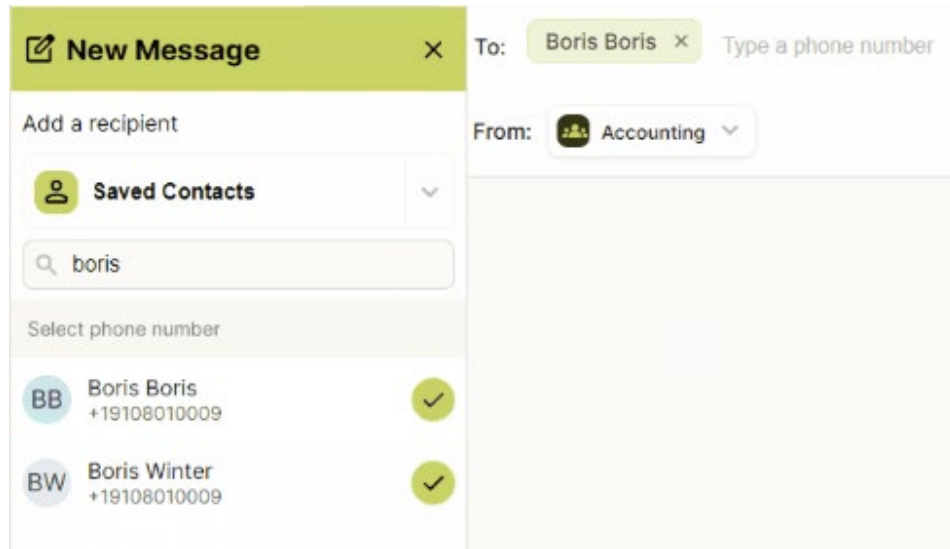 New Message
Add a recipient
Saved Contacts
boris
Select phone number
BB
Boris Boris
+19108010009
BW
Boris Winter
+19108010009
To: Boris Boris × Type a phone number
From: Accounting